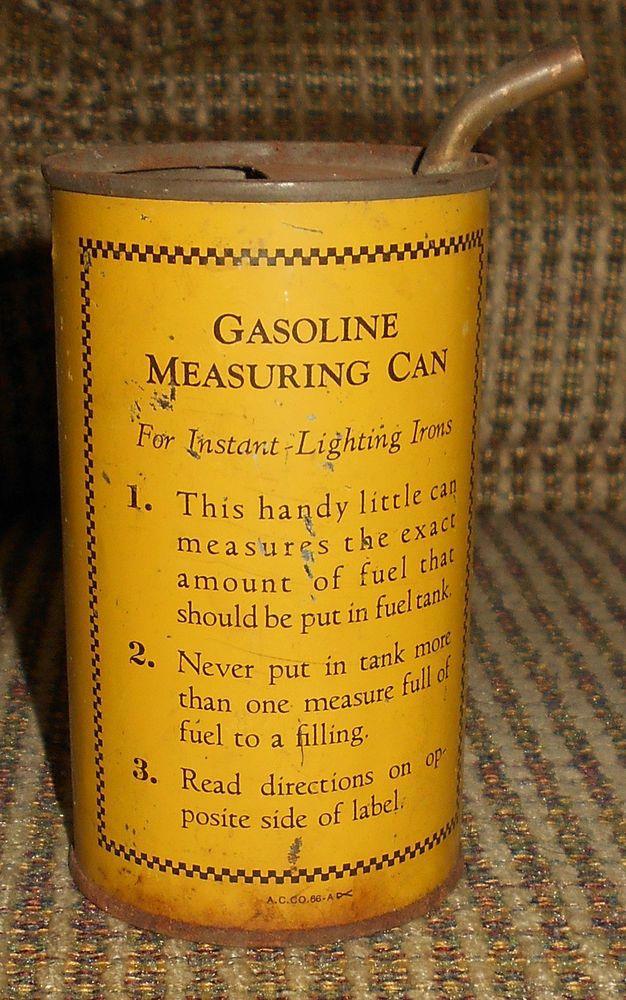 GASOLINE
MEASURING CAN
For Instant-Lighting Irons
1. This handy little can
measures the exact
amount of fuel that
should be put in fuel tank.
2. Never put in tank more
than one measure full of
fuel to a filling.
3. Read directions on op-
posite side of label.
A.C.CO.66-A